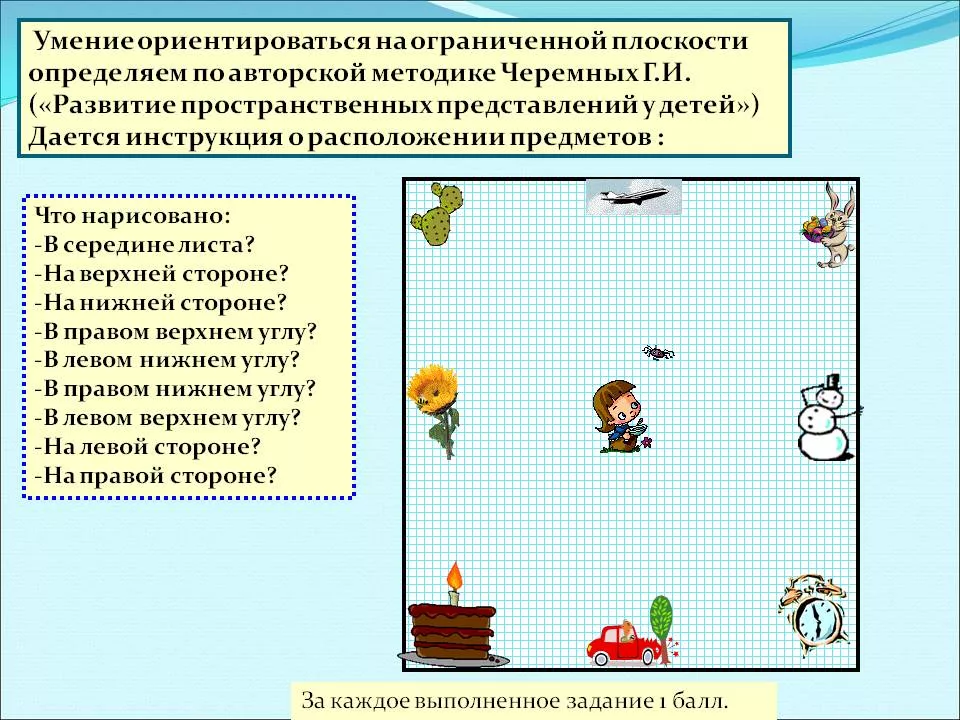 Умение ориентироваться на ограниченной плоскости
определяем по авторской методике Черемных Г.И.
(«Развитие пространственных представлений у детей»)
Дается инструкция о расположении предметов :
Что нарисовано:
-В середине листа?
-На верхней стороне?
-На нижней стороне?
-В правом верхнем углу?
-В левом нижнем углу?
-В правом нижнем углу?
-В левом верхнем углу?
-На левой стороне?
-На правой стороне?
За каждое выполненное задание 1 балл.